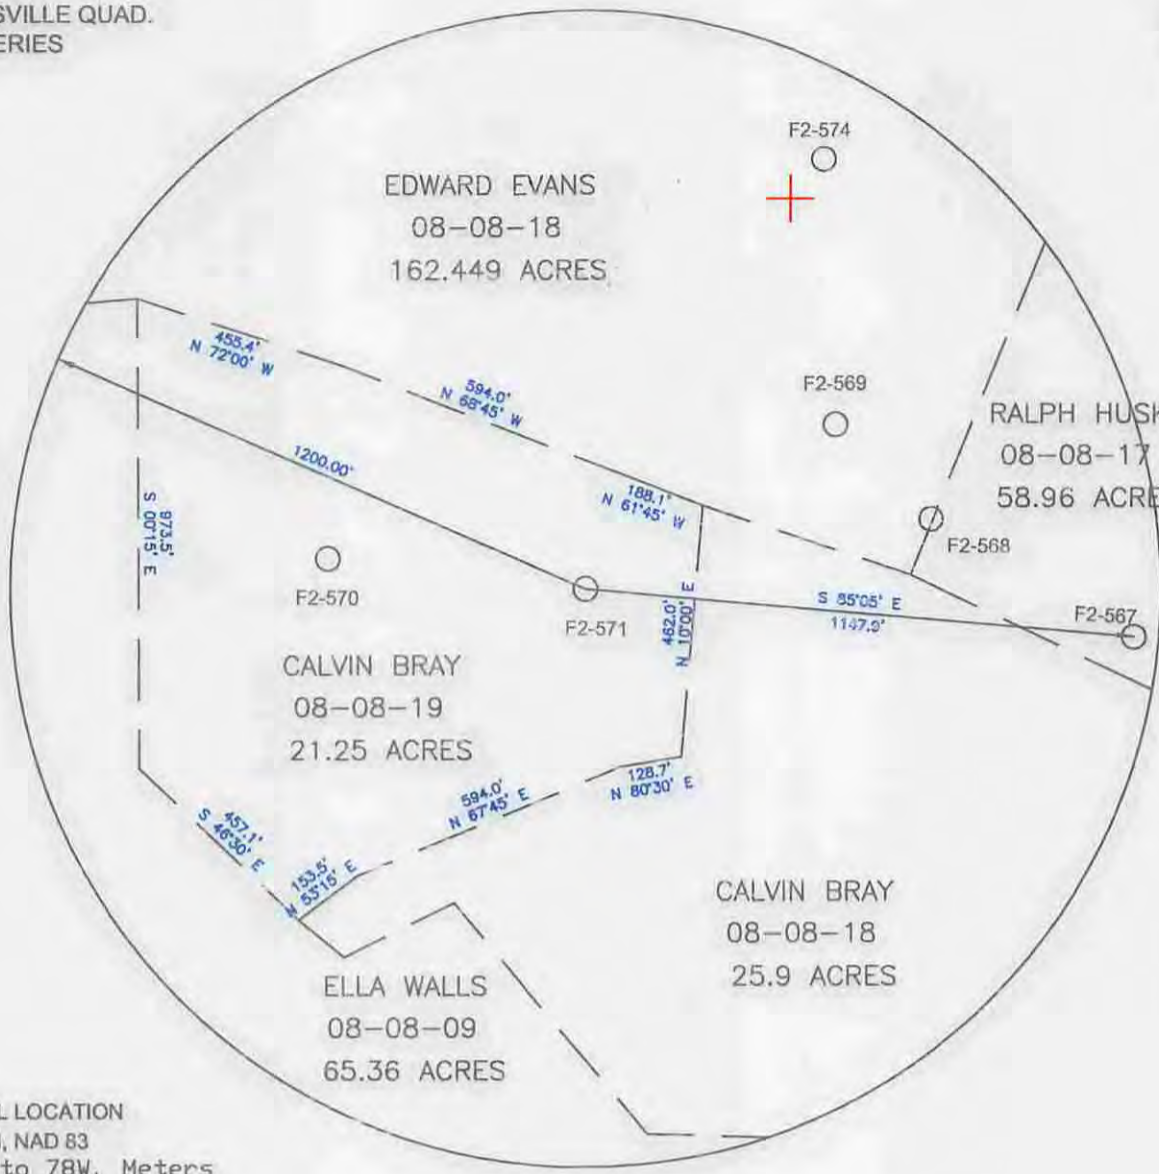 SVILLE QUAD.
ERIES
F2-574
EDWARD EVANS
08-08-18
162.449 ACRES
455.4'
N 72°00' W
594.0'
N 68°45' W
F2-569
RALPH HUSK
08-08-17
58.96 ACRE
1200.00'
188.1'
N 61°45' W
973.5'
S 00°15' E
F2-568
F2-570
F2-571
462.0'
N 10°00' E
S 85°05' E
1147.9'
F2-567
CALVIN BRAY
08-08-19
21.25 ACRES
128.7'
N 80°30' E
594.0'
N 67°45' E
457.1'
S 46°30' E
153.5'
N 53°15' E
CALVIN BRAY
08-08-18
25.9 ACRES
ELLA WALLS
08-08-09
65.36 ACRES
L LOCATION
, NAD 83
to 78W, Meters